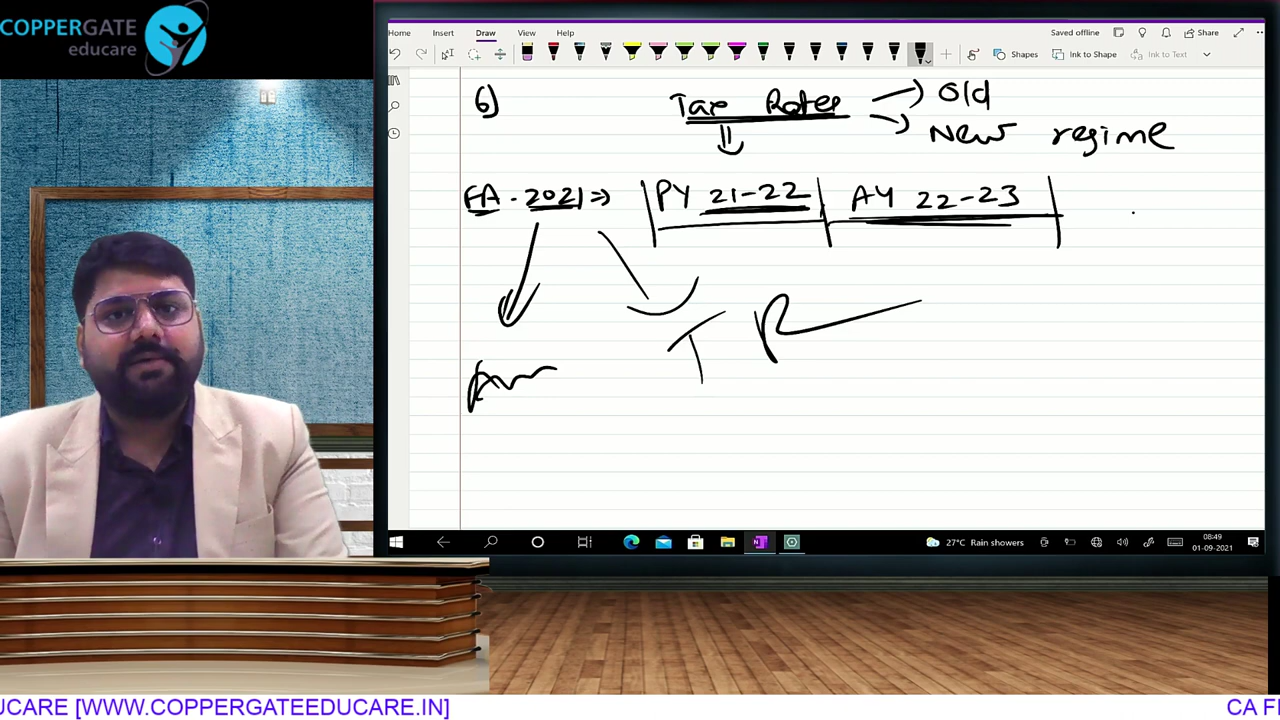 COPPERGATE
educare
Home Insert Draw View Help
Saved offline
Share
Shapes
Ink to Shape
Ink to Text
6) Tax Rates → Old
→ New regime
FA - 2021 ⇒ PY 21-22 AY 22-23
T R
27°C Rain showers
08:49
01-09-2021
UCARE [WWW.COPPERGATEEDUCARE.IN]
CA F